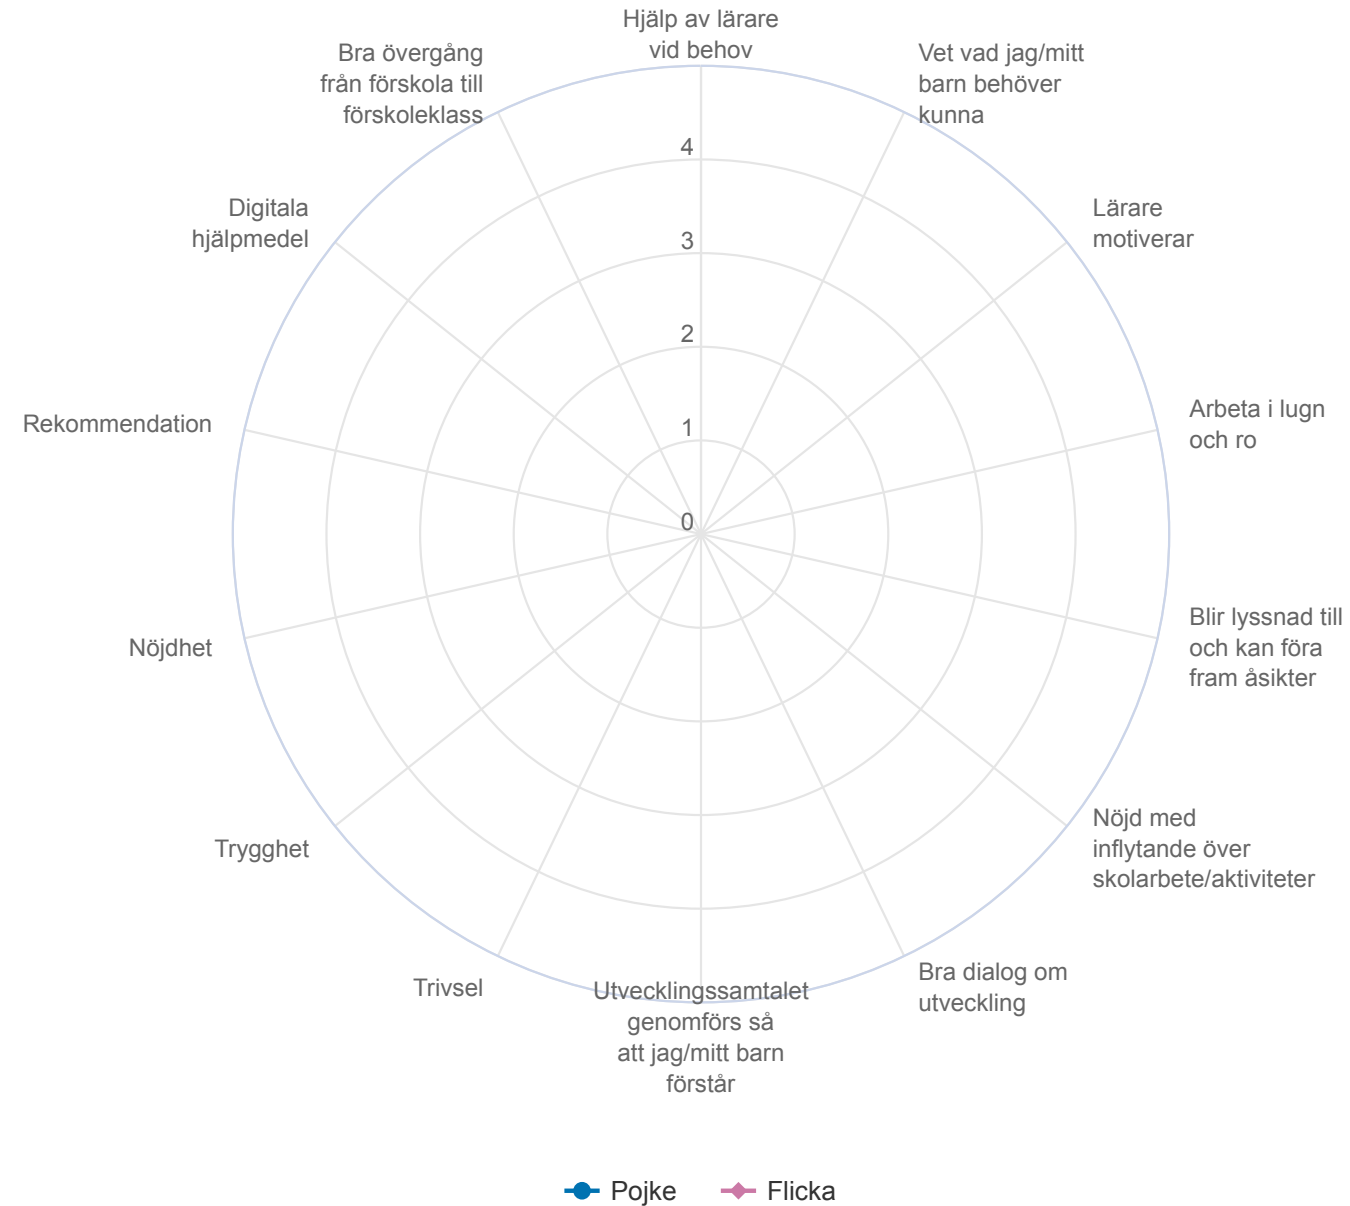 Hjälp av lärare
vid behov
Vet vad jag/mitt
barn behöver
kunna
Lärare
motiverar
Arbeta i lugn
och ro
Blir lyssnad till
och kan föra
fram åsikter
Nöjd med
inflytande över
skolarbete/aktiviteter
Bra dialog om
utveckling
Utvecklingssamtalet
genomförs så
att jag/mitt barn
förstår
Trivsel
Trygghet
Nöjdhet
Rekommendation
Digitala
hjälpmedel
Bra övergång
från förskola till
förskoleklass
4
3
2
1
0
Pojke
Flicka